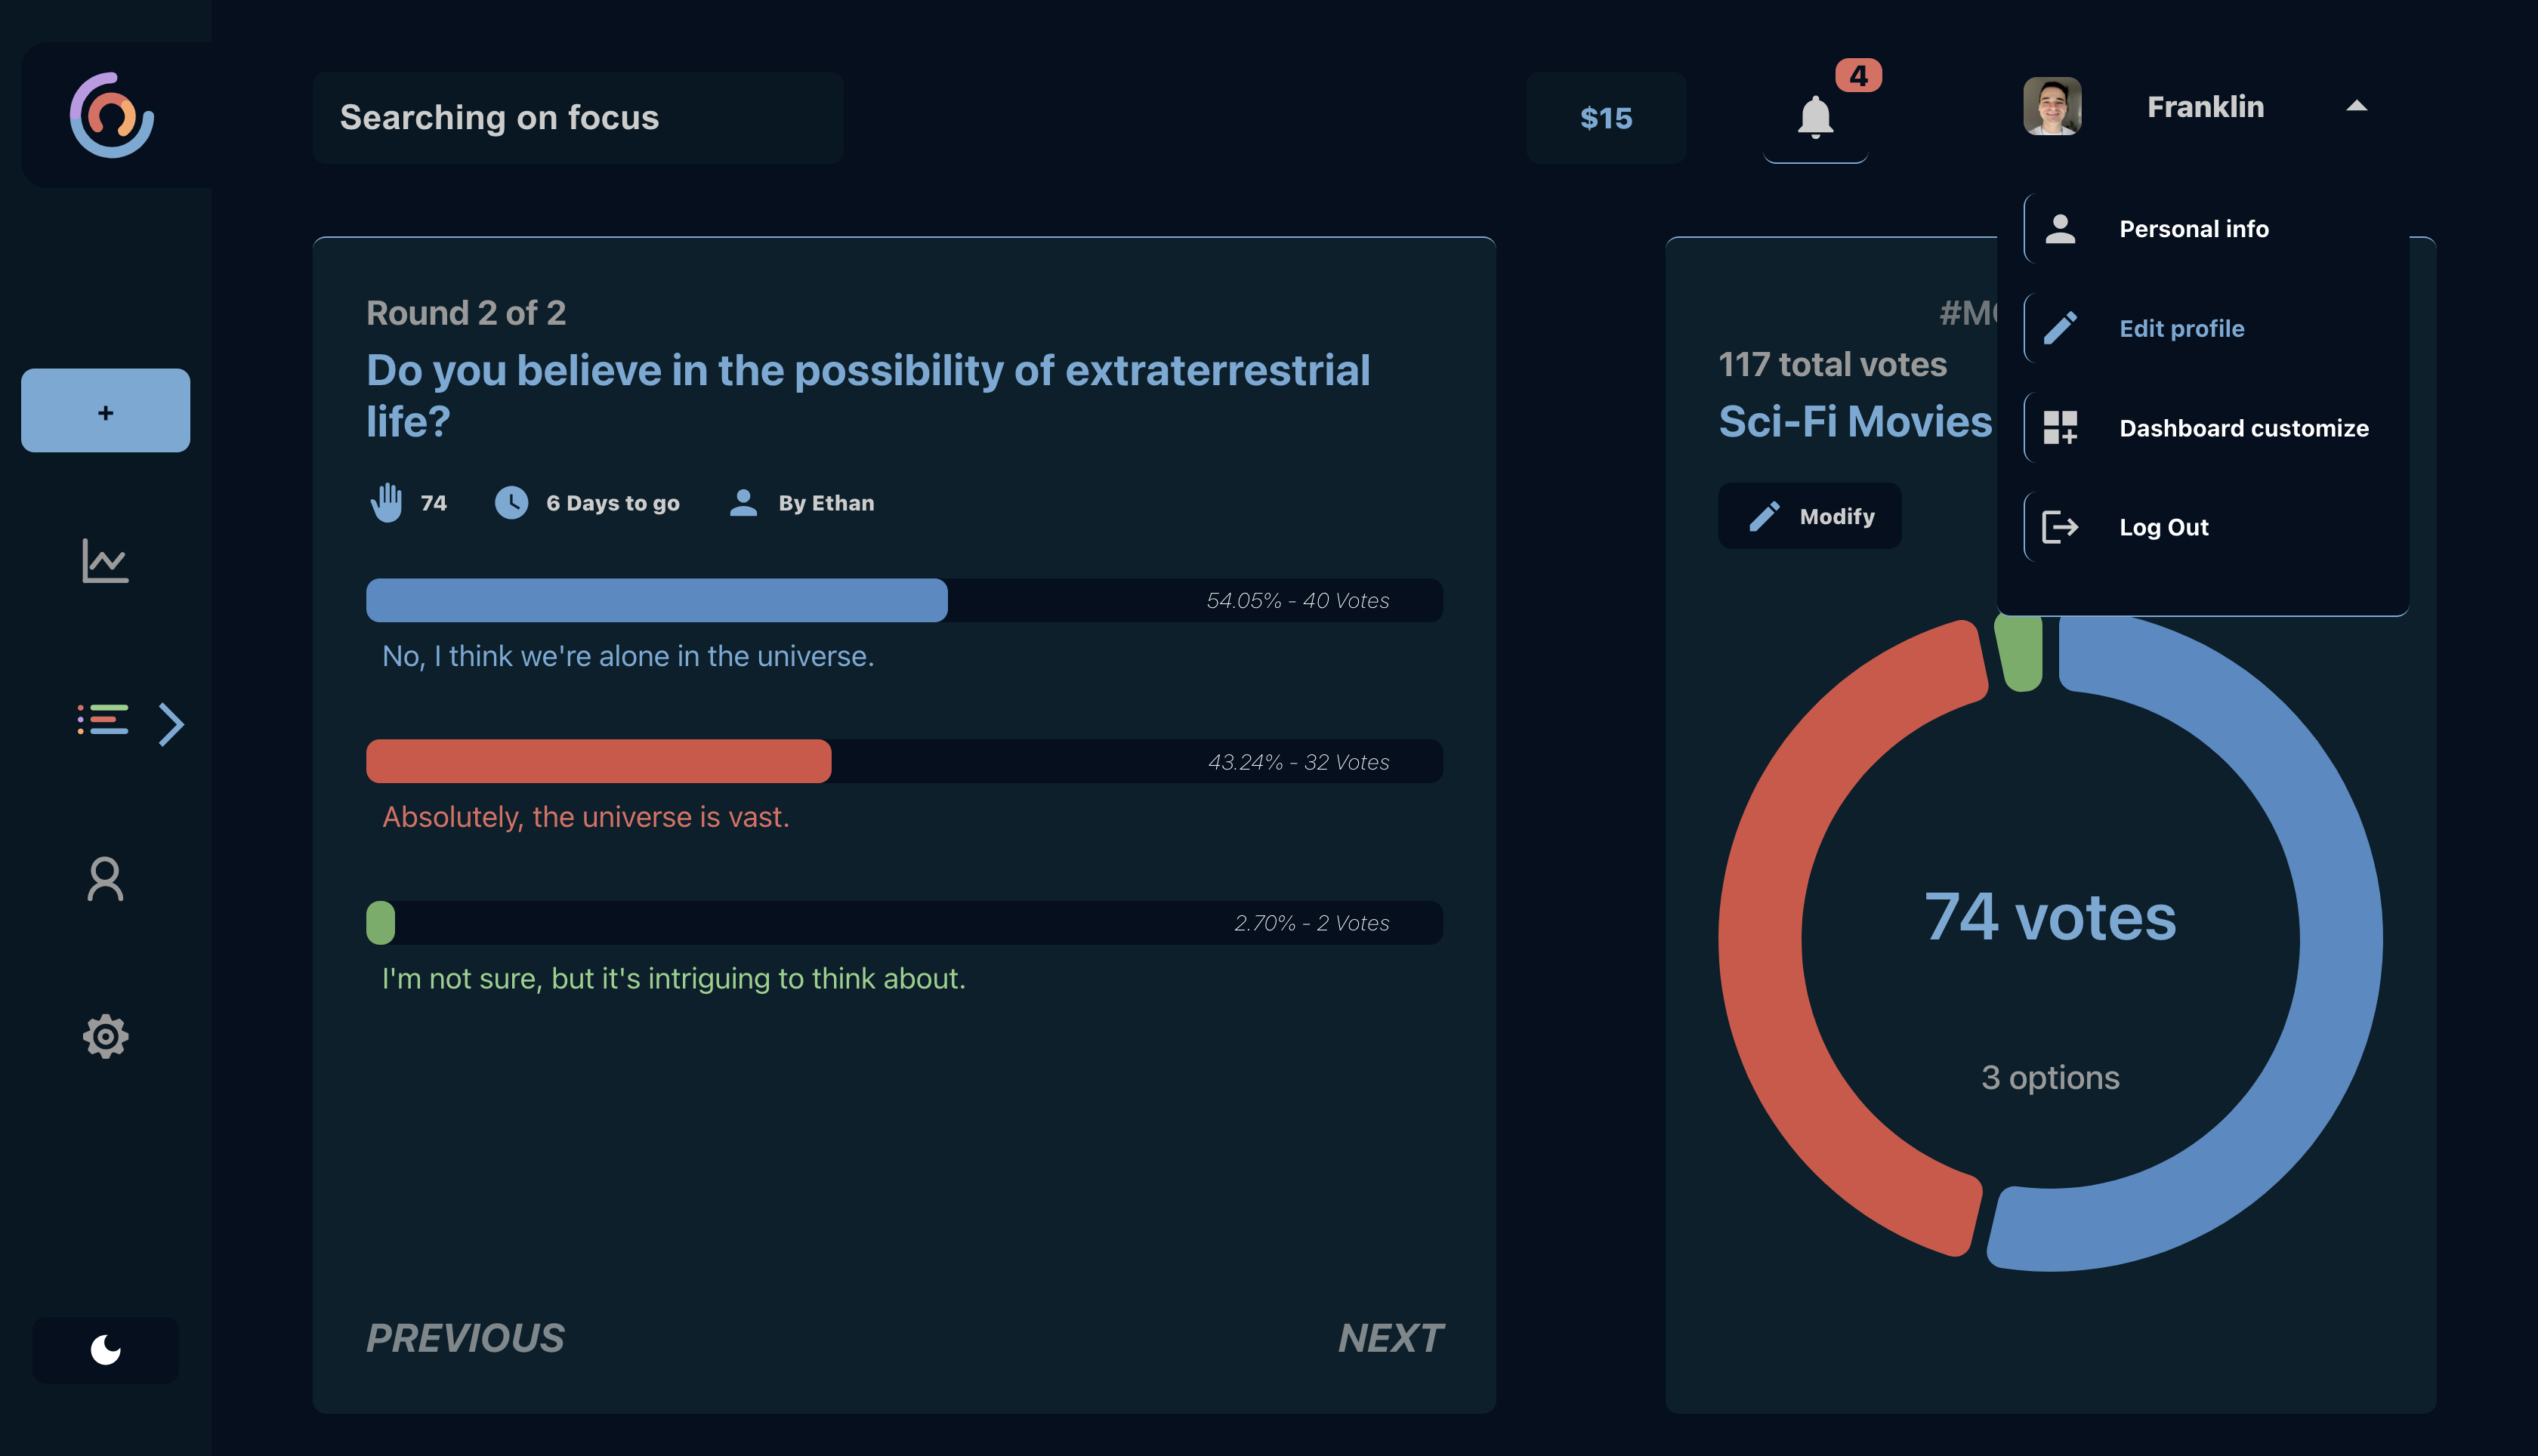 Searching on focus
$15
4
Franklin
Personal info
Edit profile
Dashboard customize
Log Out
+
Round 2 of 2
Do you believe in the possibility of extraterrestrial
life?
74
6 Days to go
By Ethan
54.05% - 40 Votes
No, I think we're alone in the universe.
43.24% - 32 Votes
Absolutely, the universe is vast.
2.70% - 2 Votes
I'm not sure, but it's intriguing to think about.
PREVIOUS
NEXT
117 total votes
Sci-Fi Movies
Modify
74 votes
3 options